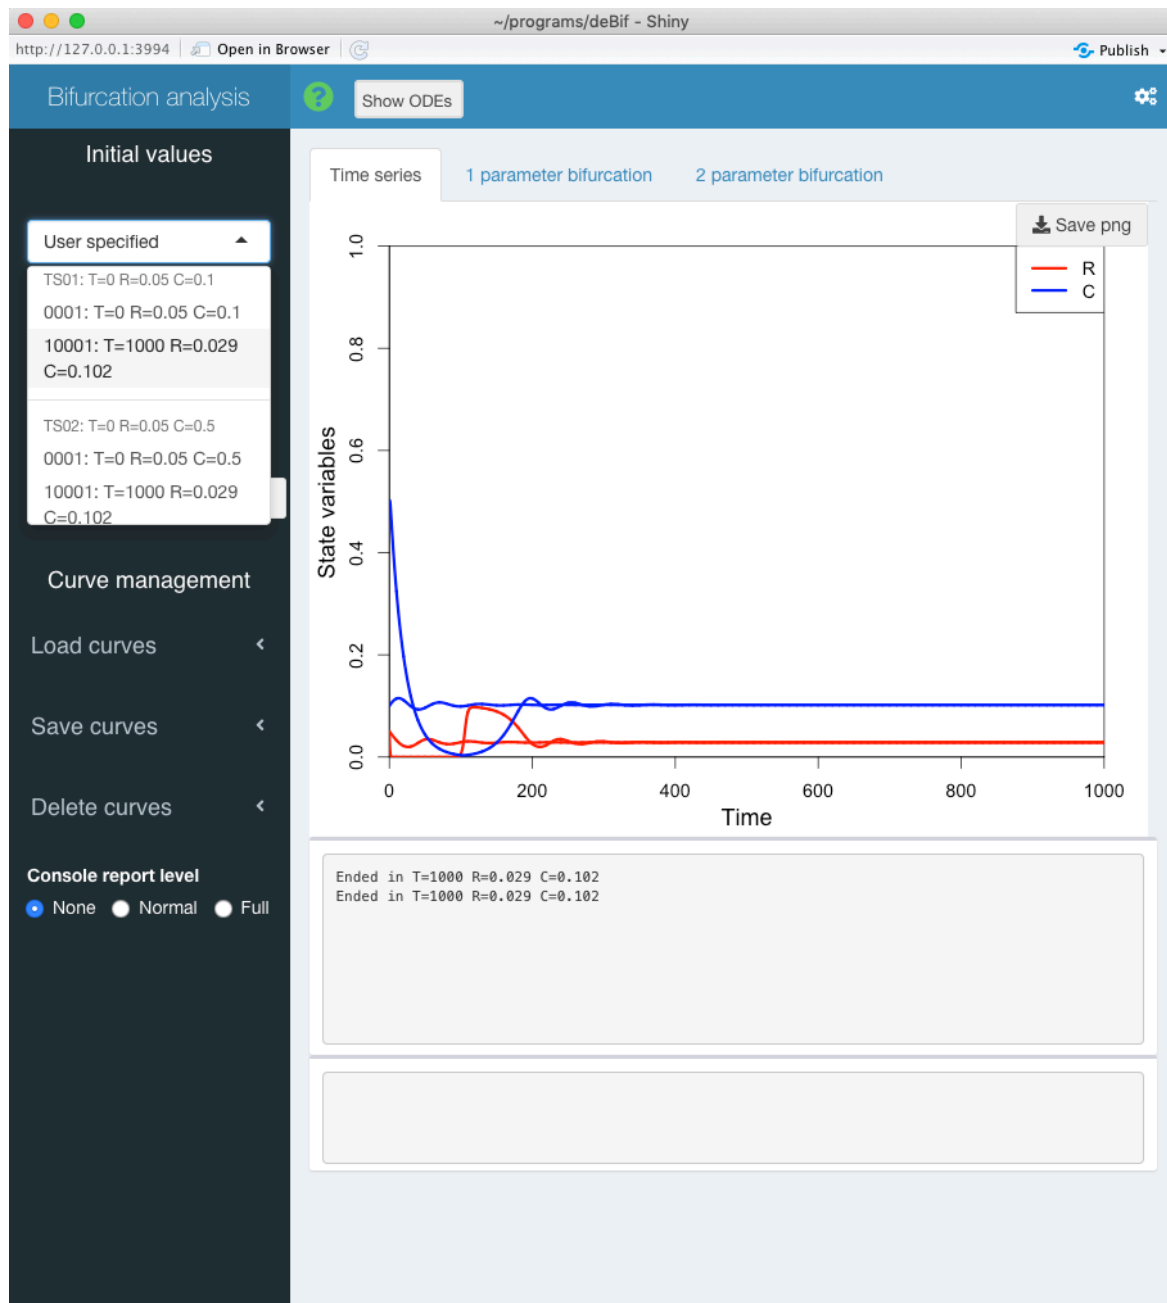 ~/programs/deBif - Shiny
http://127.0.0.1:3994 Open in Browser Publish
Bifurcation analysis
? Show ODEs
Initial values
User specified
TS01: T=0 R=0.05 C=0.1
0001: T=0 R=0.05 C=0.1
10001: T=1000 R=0.029
C=0.102
TS02: T=0 R=0.05 C=0.5
0001: T=0 R=0.05 C=0.5
10001: T=1000 R=0.029
C=0.102
Curve management
Load curves
Save curves
Delete curves
Console report level
None Normal Full
Time series 1 parameter bifurcation 2 parameter bifurcation
Save png
R
C
State variables
1.0
0.8
0.6
0.4
0.2
0.0
0 200 400 600 800 1000
Time
Ended in T=1000 R=0.029 C=0.102
Ended in T=1000 R=0.029 C=0.102